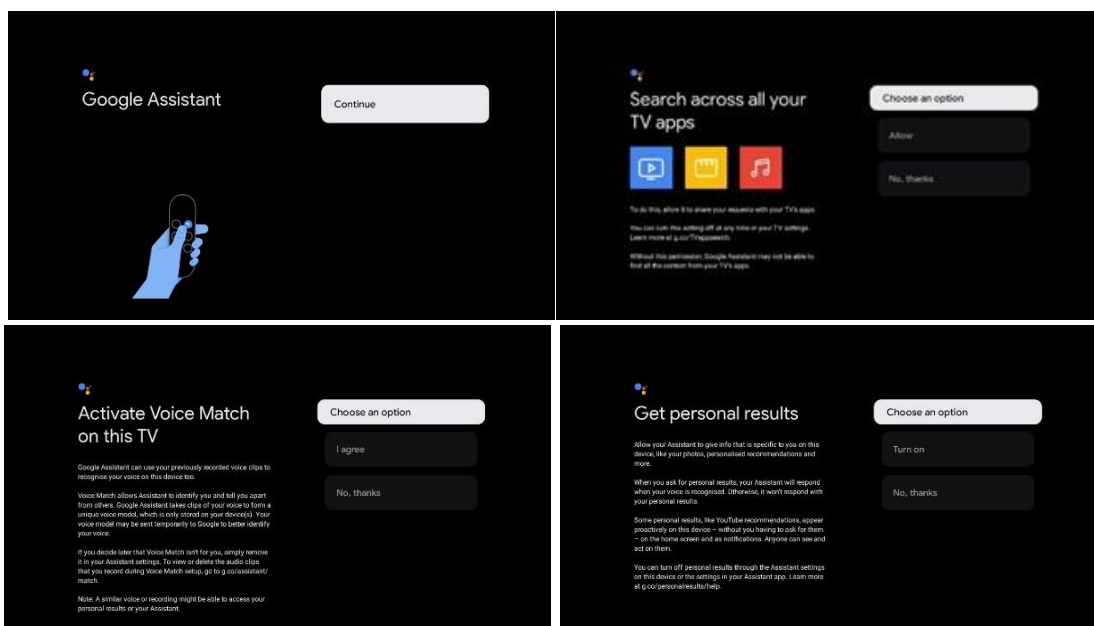 Google Assistant
Continue
Search across all your
TV apps
To do this, allow it to share your requests with your TV's apps
You can turn this setting off at any time in your TV settings.
Learn more at g.co/TVappsearch.
Without this permission, Google Assistant may not be able to
find all the content from your TV's apps.
Choose an option
Allow
No, thanks
Activate Voice Match
on this TV
Google Assistant can use your previously recorded voice clips to
recognise your voice on this device too.
Voice Match allows Assistant to identify you and tell you apart
from others. Google Assistant takes clips of your voice to form a
unique voice model, which is only stored on your device(s). Your
voice model may be sent temporarily to Google to better identify
your voice.
If you decide later that Voice Match isn't for you, simply remove
it in your Assistant settings. To view or delete the audio clips
that you record during Voice Match setup, go to g.co/assistant/
match.
Note: A similar voice or recording might be able to access your
personal results or your Assistant.
Choose an option
I agree
No, thanks
Get personal results
Allow your Assistant to give info that is specific to you on this
device, like your photos, personalised recommendations and
more.
When you ask for personal results, your Assistant will respond
when your voice is recognised. Otherwise, it won't respond with
your personal results.
Some personal results, like YouTube recommendations, appear
proactively on this device – without you having to ask for them
– on the home screen and as notifications. Anyone can see and
act on them.
You can turn off personal results through the Assistant settings
on this device or the settings in your Assistant app. Learn more
at g.co/personalresults/help.
Choose an option
Turn on
No, thanks